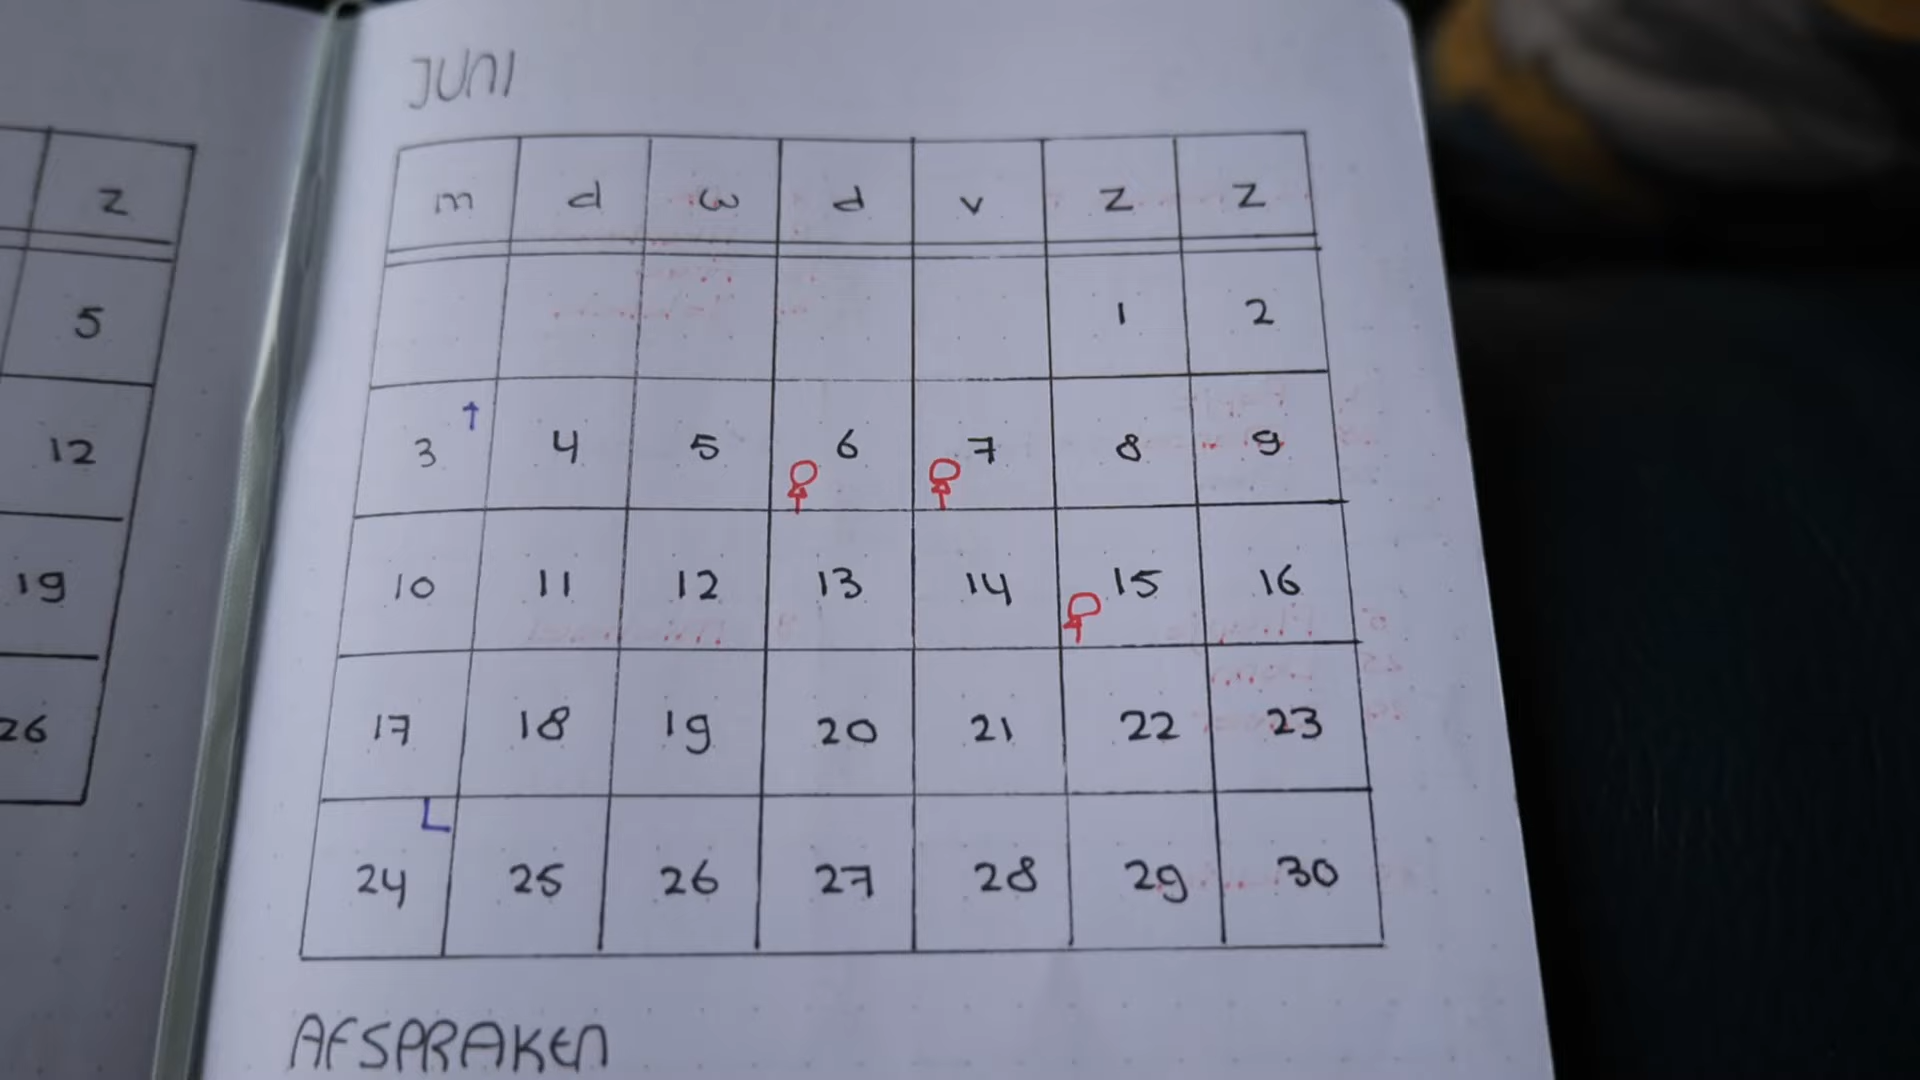 JUNI
z
m d w d v z z
5
1 2
12
3 4 5 6 7 8 9
19
10 11 12 13 14 15 16
26
17 18 19 20 21 22 23
L
24 25 26 27 28 29 30
AFSPRAKEN